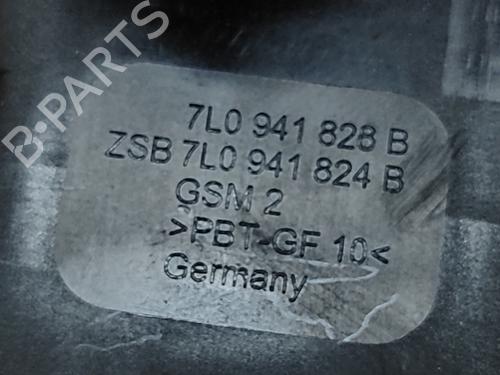 B-PARTS
7L0 941 828 B
ZSB 7L0 941 824 B
GSM 2
>PBT-GF 10<
Germany